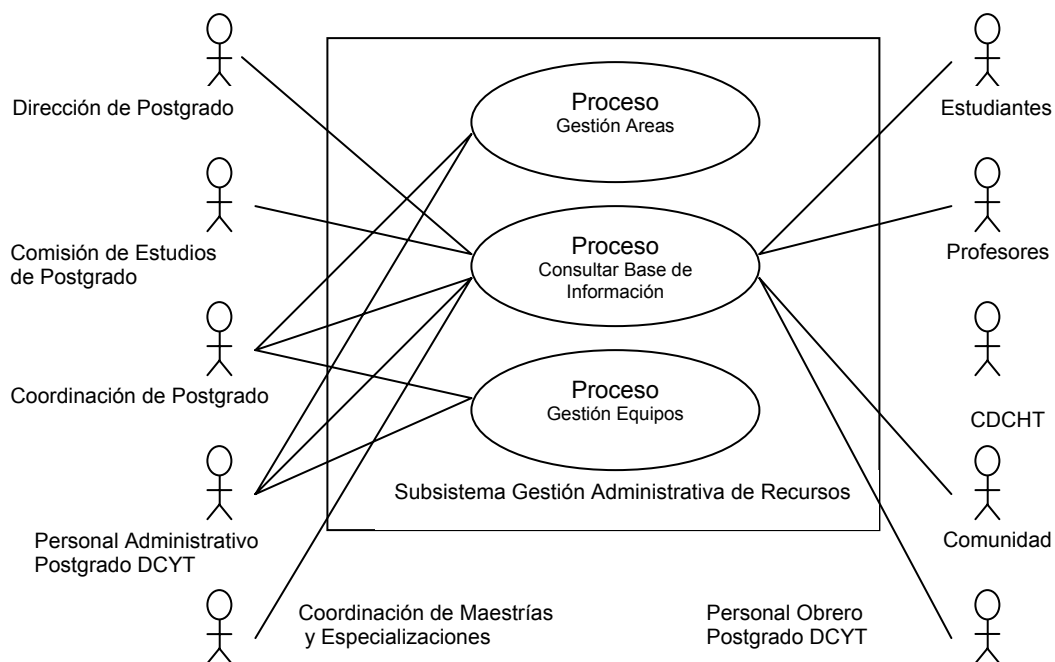 Proceso
Gestión Areas
Dirección de Postgrado
Estudiantes
Proceso
Consultar Base de
Información
Comisión de Estudios
de Postgrado
Profesores
Proceso
Gestión Equipos
Coordinación de Postgrado
CDCHT
Subsistema Gestión Administrativa de Recursos
Personal Administrativo
Postgrado DCYT
Comunidad
Coordinación de Maestrías
y Especializaciones
Personal Obrero
Postgrado DCYT